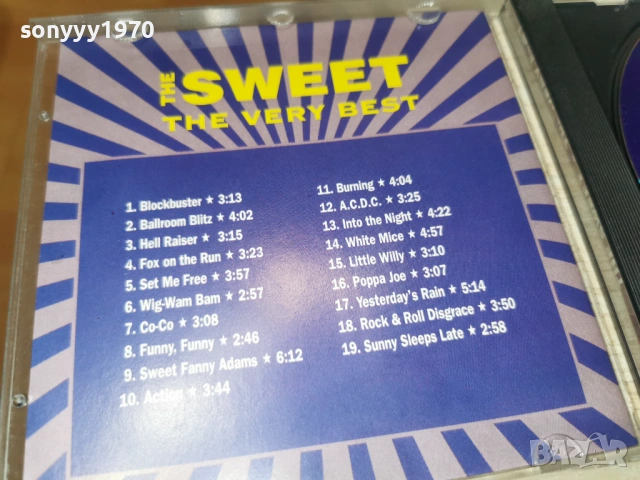 sonyyy1970
THE SWEET
THE VERY BEST
1. Blockbuster ★ 3:13
2. Ballroom Blitz ★ 4:02
3. Hell Raiser ★ 3:15
4. Fox on the Run ★ 3:23
5. Set Me Free ★ 3:57
6. Wig-Wam Bam ★ 2:57
7. Co-Co ★ 3:08
8. Funny, Funny ★ 2:46
9. Sweet Fanny Adams ★ 6:12
10. Action ★ 3:44
11. Burning ★ 4:04
12. A.C.D.C. ★ 3:25
13. Into the Night ★ 4:22
14. White Mice ★ 4:57
15. Little Willy ★ 3:10
16. Poppa Joe ★ 3:07
17. Yesterday's Rain ★ 5:14
18. Rock & Roll Disgrace ★ 3:50
19. Sunny Sleeps Late ★ 2:58
BAZAR